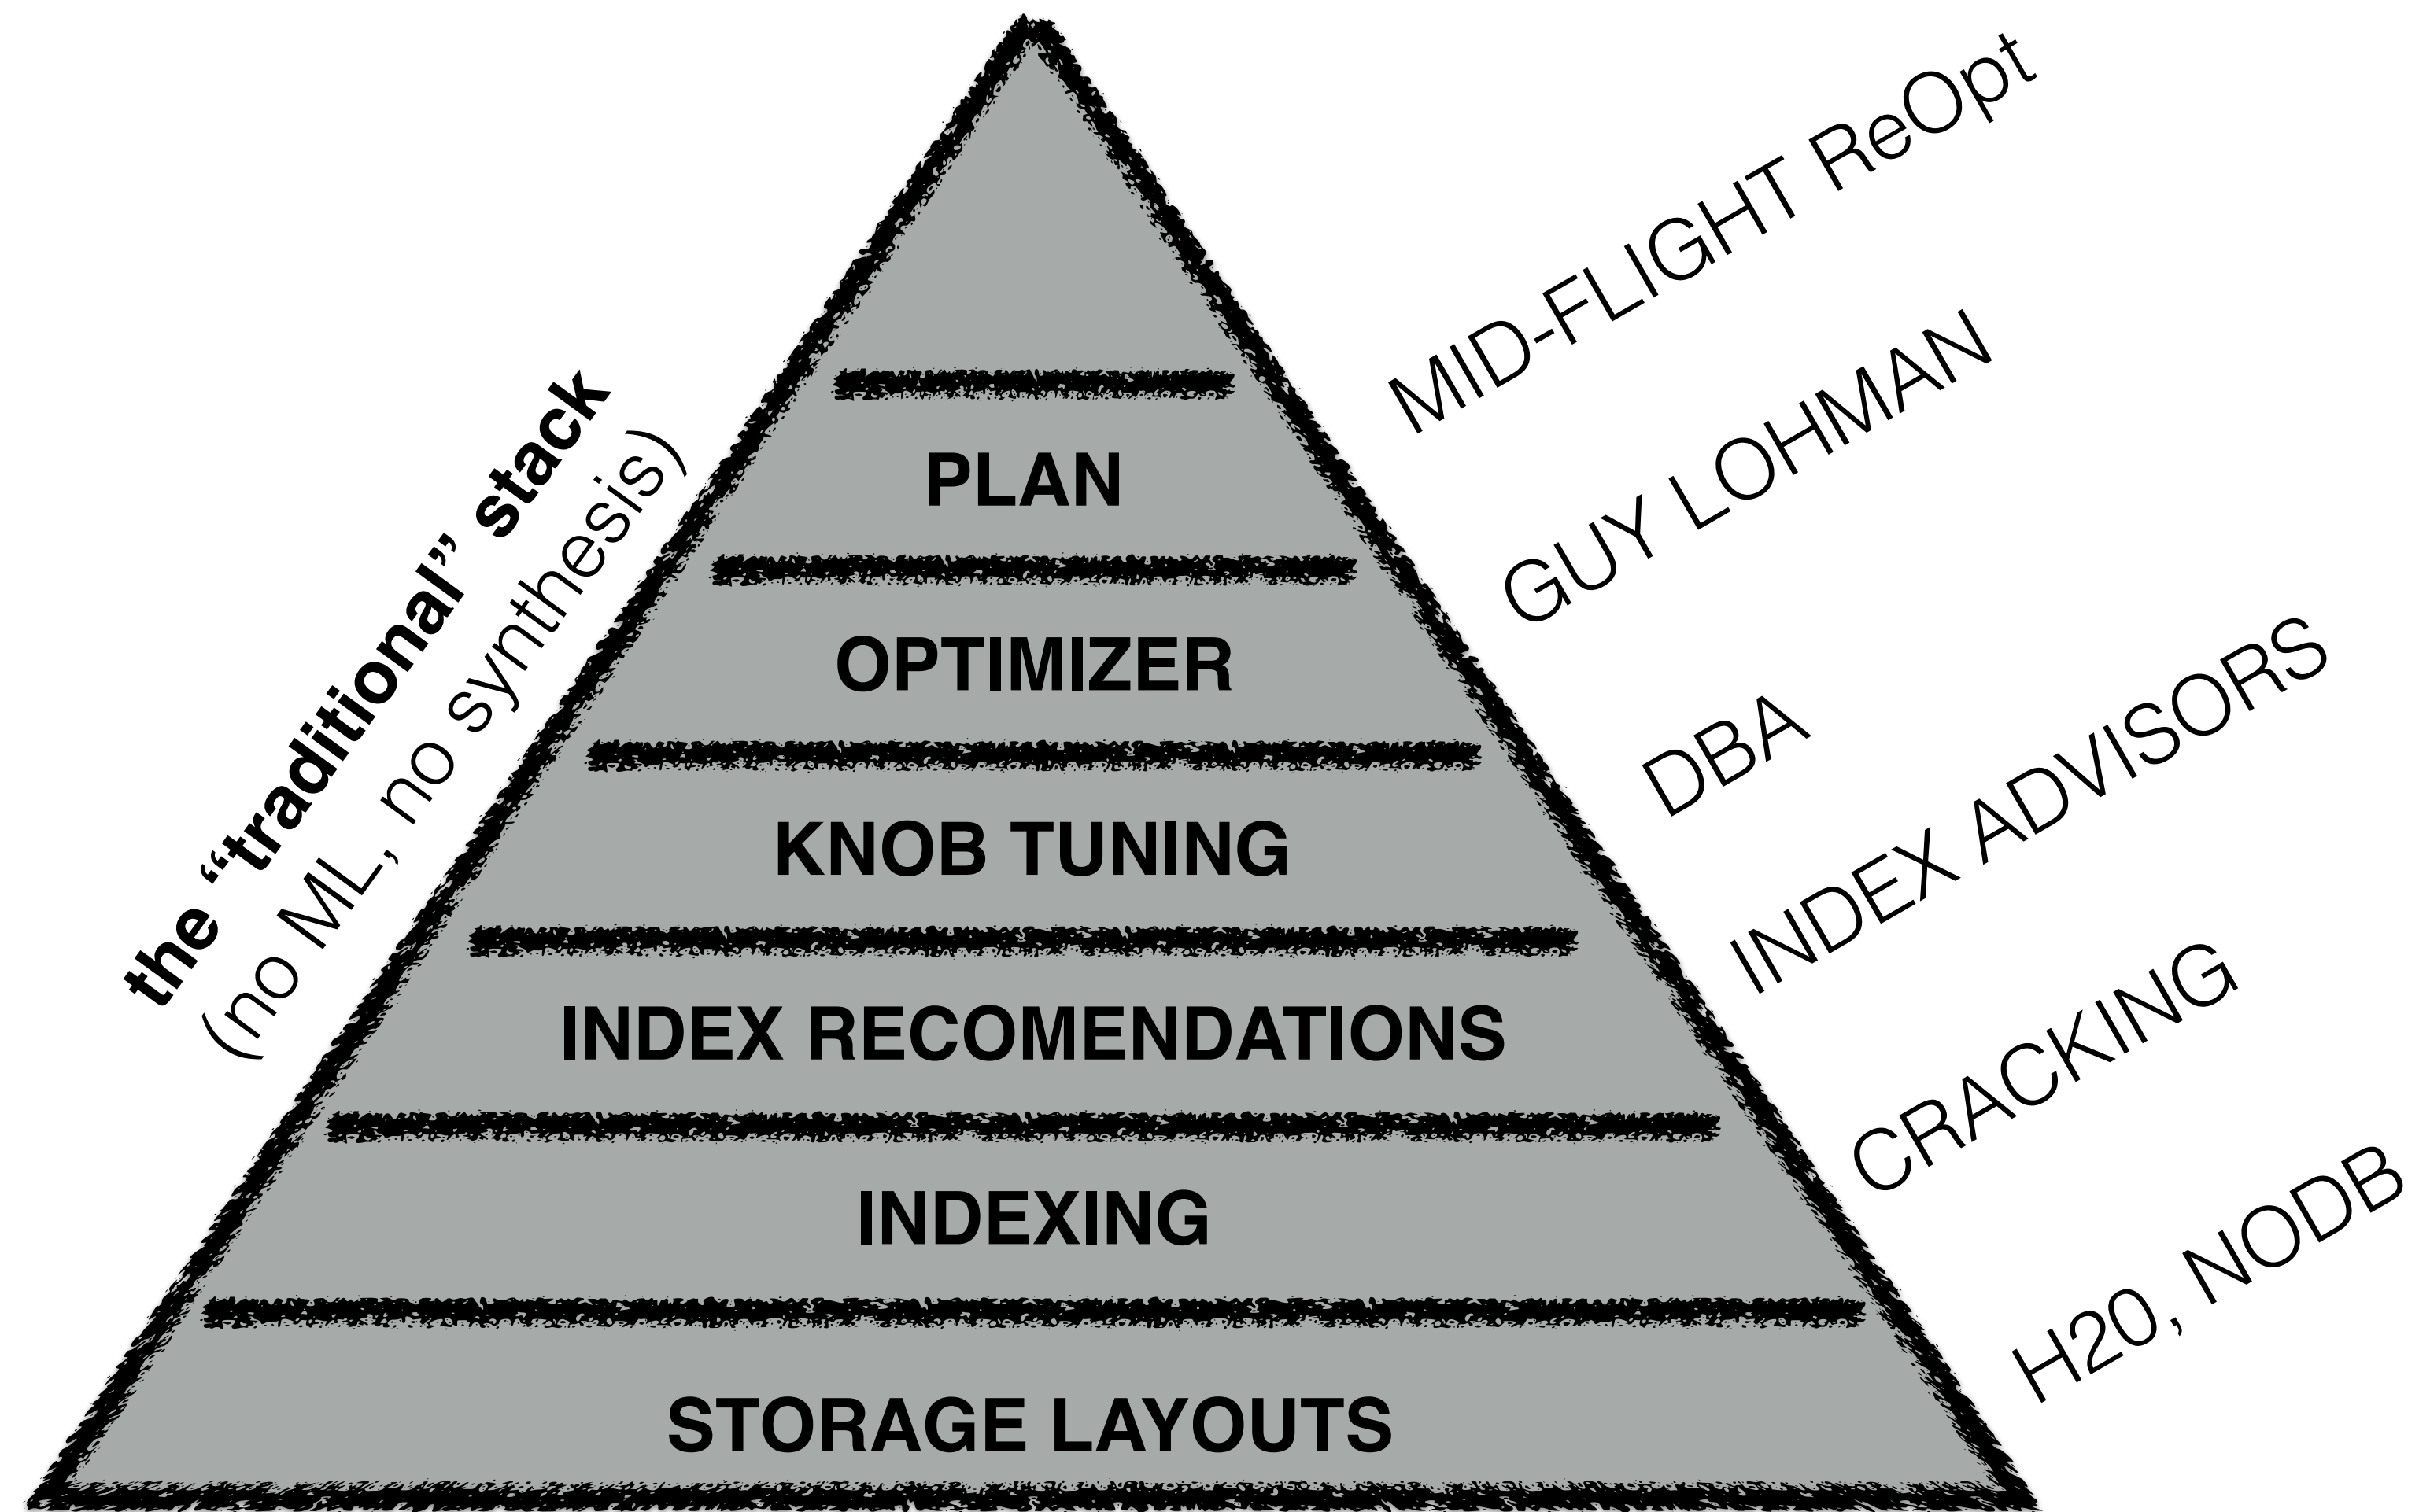 the “traditional” stack
(no ML, no synthesis)
PLAN
OPTIMIZER
KNOB TUNING
INDEX RECOMENDATIONS
INDEXING
STORAGE LAYOUTS
MID-FLIGHT ReOpt
GUY LOHMAN
DBA
INDEX ADVISORS
CRACKING
H20, NODB